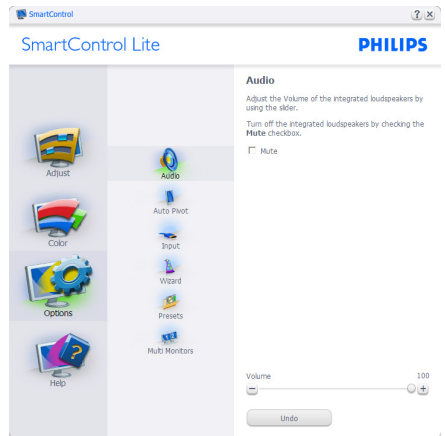 SmartControl
SmartControl Lite
PHILIPS
Adjust
Color
Options
Help
Audio
Auto Pivot
Input
Wizard
Presets
Multi Monitors
Audio
Adjust the Volume of the integrated loudspeakers by
using the slider.
Turn off the integrated loudspeakers by checking the
Mute checkbox.
Mute
Volume 100
Undo